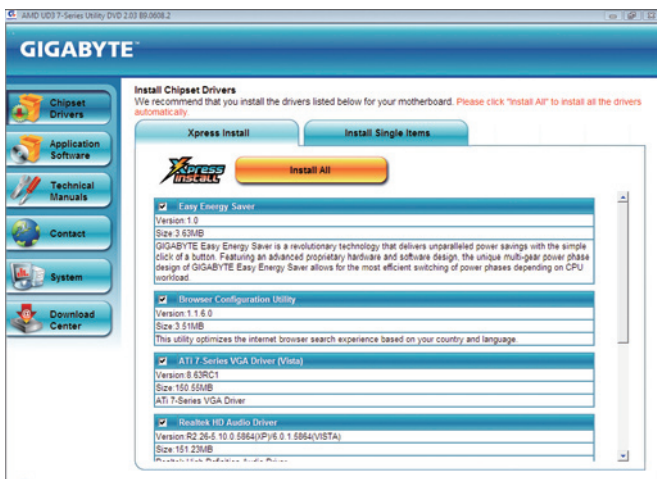 AMD UD3 7-Series Utility DVD 2.03 B9.0608.2
GIGABYTE™
Chipset
Drivers
Application
Software
Technical
Manuals
Contact
System
Download
Center
Install Chipset Drivers
We recommend that you install the drivers listed below for your motherboard. Please click "Install All" to install all the drivers
automatically.
Xpress Install
Install Single Items
Xpress
INSTALL
Install All
Easy Energy Saver
Version:1.0
Size:3.63MB
GIGABYTE Easy Energy Saver is a revolutionary technology that delivers unparalleled power savings with the simple
click of a button. Featuring an advanced proprietary hardware and software design, the unique multi-gear power phase
design of GIGABYTE Easy Energy Saver allows for the most efficient switching of power phases depending on CPU
workload.
Browser Configuration Utility
Version:1.1.6.0
Size:3.51MB
This utility optimizes the internet browser search experience based on your country and language.
ATi 7-Series VGA Driver (Vista)
Version:8.63RC1
Size:150.55MB
ATi 7-Series VGA Driver
Realtek HD Audio Driver
Version:R2.26-5.10.0.5864(XP)/6.0.1.5864(VISTA)
Size:151.23MB
Realtek High Definition Audio Driver